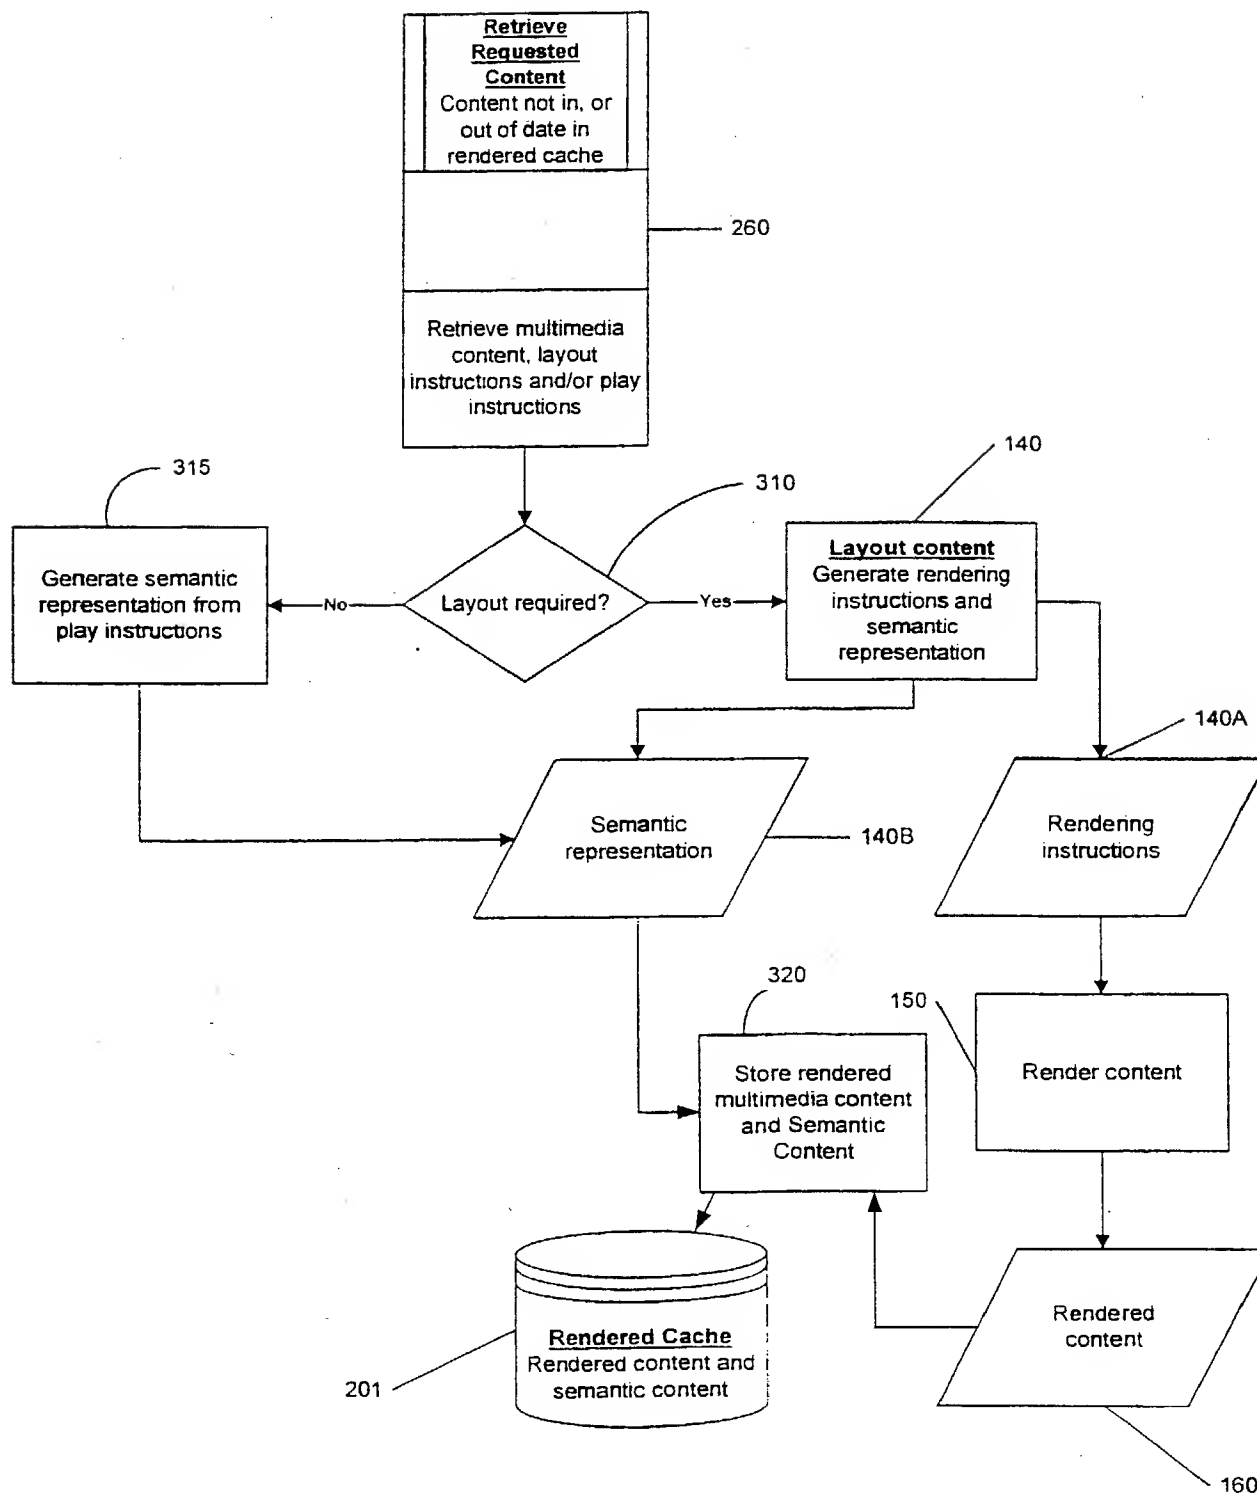 Retrieve
Requested
Content
Content not in, or
out of date in
rendered cache
260
Retrieve multimedia
content, layout
instructions and/or play
instructions
315
310
140
Generate semantic
representation from
play instructions
No
Layout required?
Yes
Layout content
Generate rendering
instructions and
semantic
representation
140A
Semantic
representation
140B
Rendering
instructions
320
150
Store rendered
multimedia content
and Semantic
Content
Render content
Rendered Cache
Rendered content and
semantic content
201
Rendered
content
160